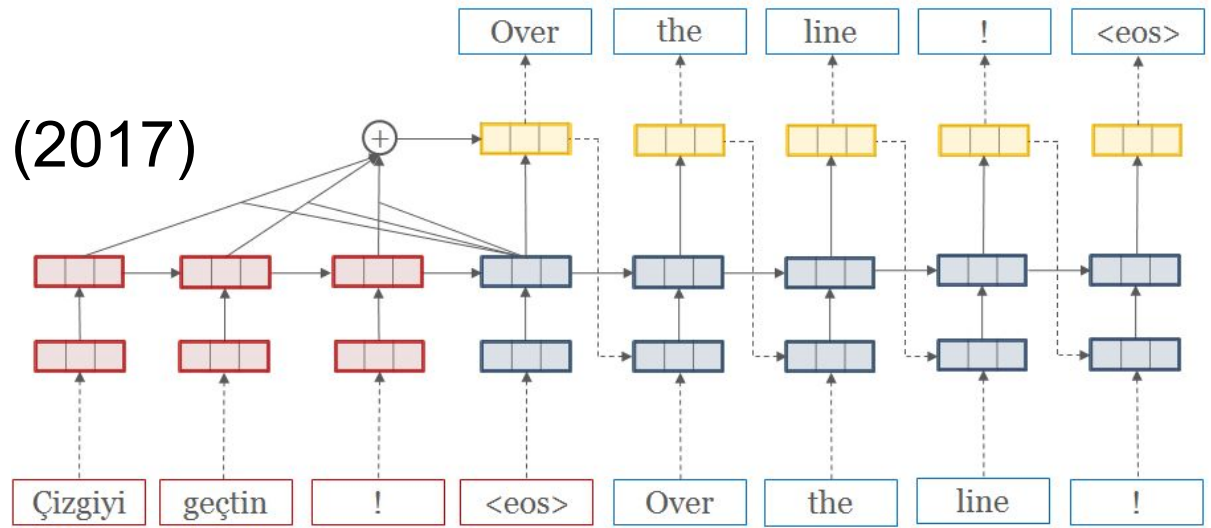 Over the line ! <eos>
(2017)
+
Çizgiyi geçtin ! <eos> Over the line !